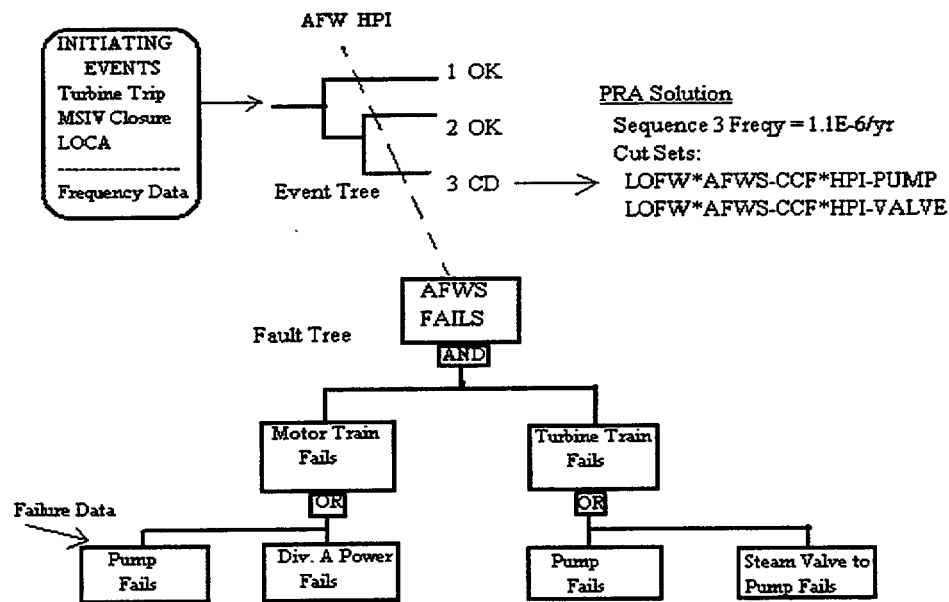 AFW HPI
INITIATING
EVENTS
Turbine Trip
MSIV Closure
LOCA
Frequency Data
1 OK
2 OK
3 CD
Event Tree
PRA Solution
Sequence 3 Freqy = 1.1E-6/yr
Cut Sets:
LOFW*AFWS-CCF*HPI-PUMP
LOFW*AFWS-CCF*HPI-VALVE
AFWS
FAILS
Fault Tree
AND
Motor Train
Fails
Turbine Train
Fails
OR
OR
Failure Data
Pump
Fails
Div. A Power
Fails
Pump
Fails
Steam Valve to
Pump Fails